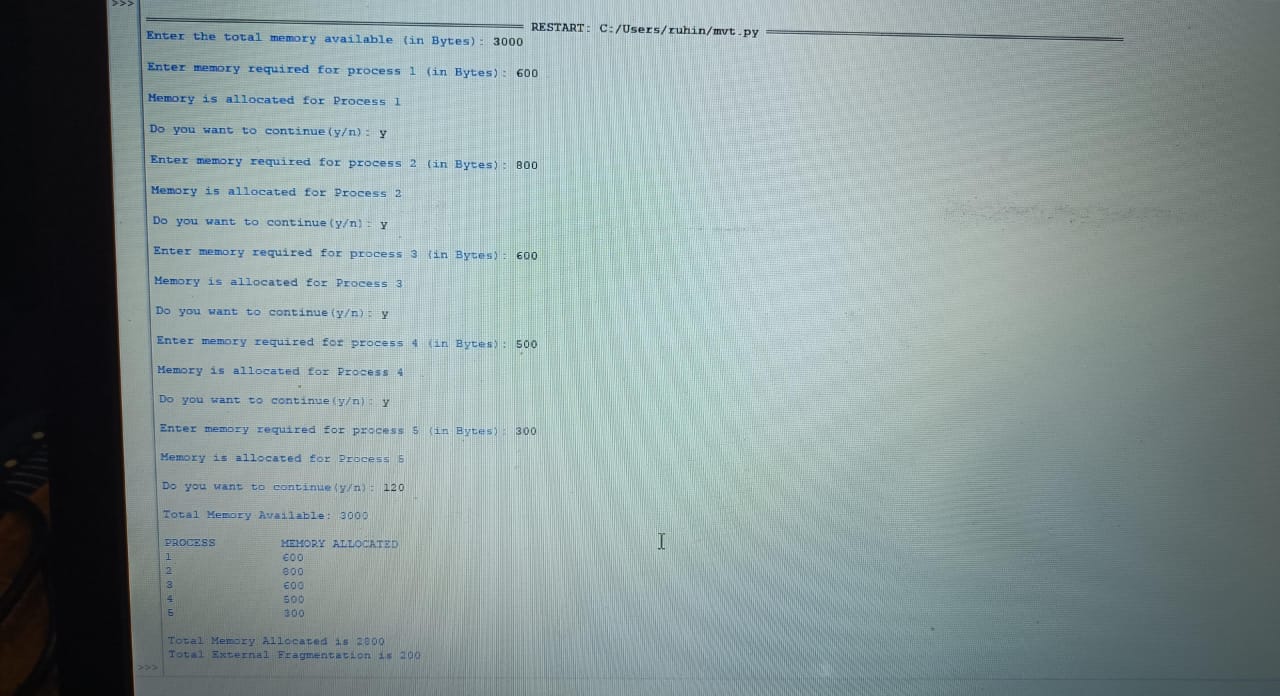 >>>
RESTART: C:/Users/ruhin/mvt.py
Enter the total memory available (in Bytes): 3000
Enter memory required for process 1 (in Bytes): 600
Memory is allocated for Process 1
Do you want to continue(y/n): y
Enter memory required for process 2 (in Bytes): 800
Memory is allocated for Process 2
Do you want to continue(y/n): y
Enter memory required for process 3 (in Bytes): 600
Memory is allocated for Process 3
Do you want to continue(y/n): y
Enter memory required for process 4 (in Bytes): 500
Memory is allocated for Process 4
Do you want to continue(y/n): y
Enter memory required for process 5 (in Bytes): 300
Memory is allocated for Process 5
Do you want to continue(y/n): 120
Total Memory Available: 3000
PROCESS MEMORY ALLOCATED
1 600
2 800
3 600
4 500
5 300
Total Memory Allocated is 2800
Total External Fragmentation is 200
>>>